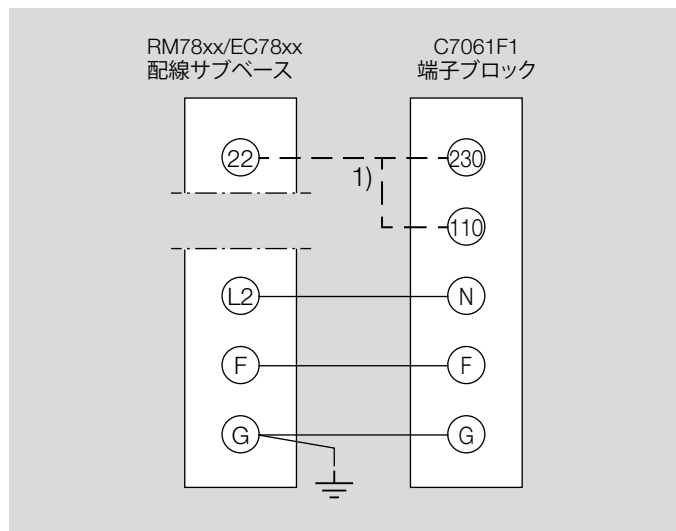 RM78xx/EC78xx
配線サブベース
C7061F1
端子ブロック
22
230
1)
110
L2
N
F
F
G
G